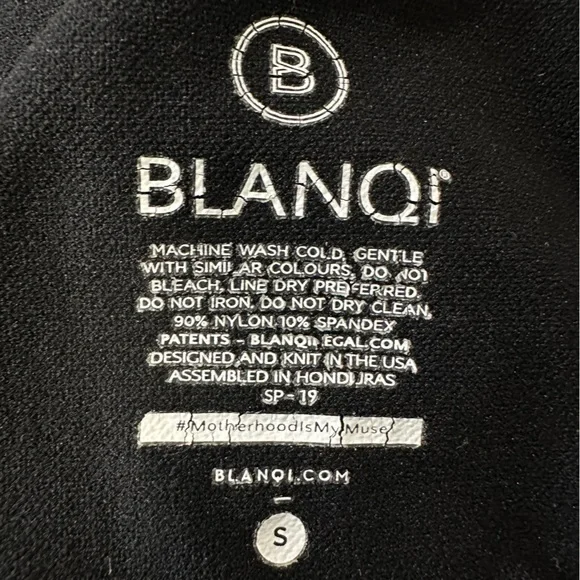 B
BLANQI®
MACHINE WASH COLD, GENTLE
WITH SIMILAR COLOURS, DO NOT
BLEACH, LINE DRY PREFERRED,
DO NOT IRON, DO NOT DRY CLEAN,
90% NYLON 10% SPANDEX
PATENTS - BLANQILEGAL.COM
DESIGNED AND KNIT IN THE USA
ASSEMBLED IN HONDURAS
SP-19
#MotherhoodIsMyMuse
BLANQI.COM
S